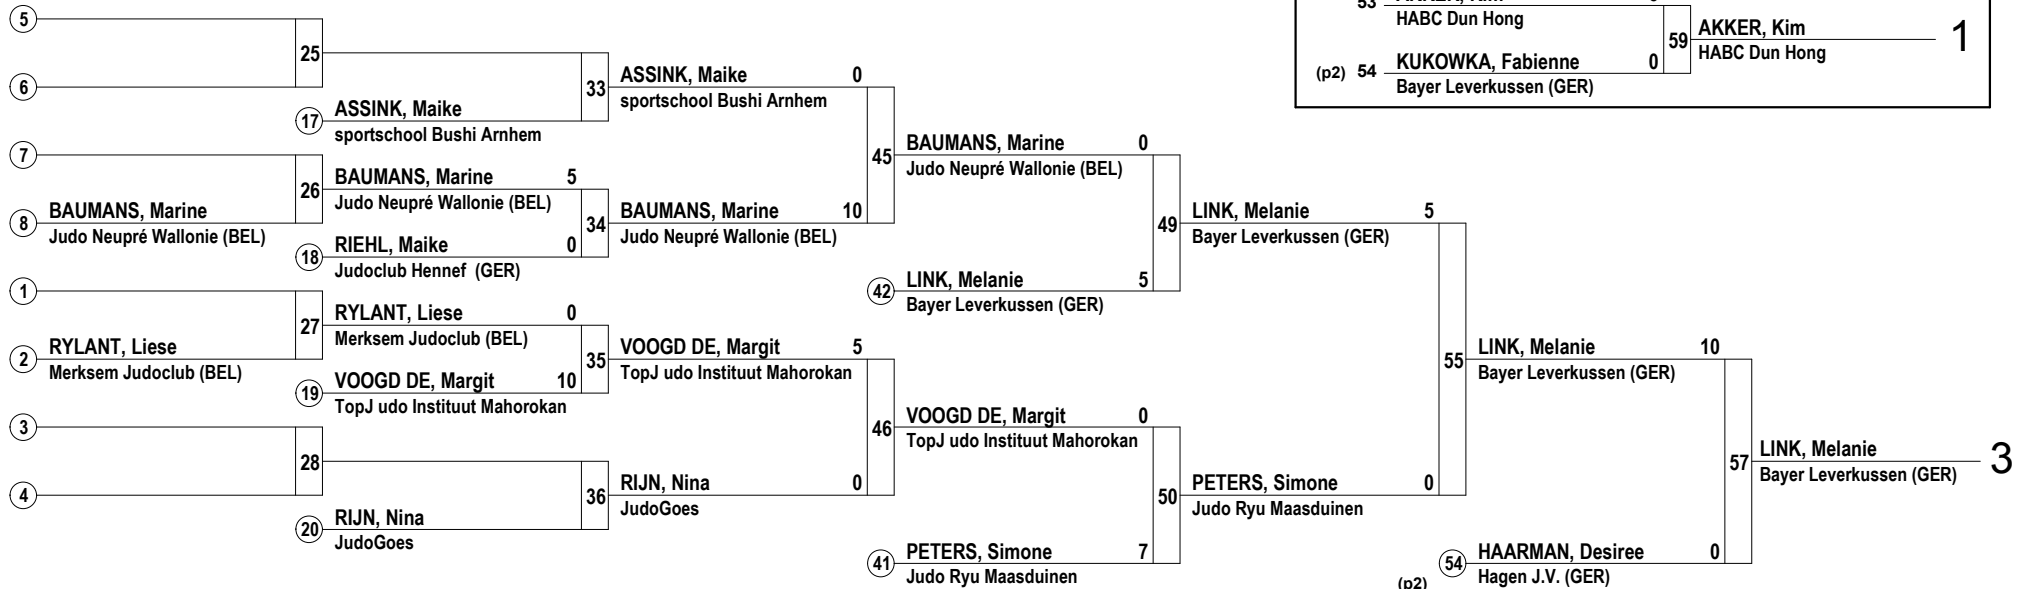 5
25
6
17 ASSINK, Maike
sportschool Bushi Arnhem
33
ASSINK, Maike 0
sportschool Bushi Arnhem
7
26
8 BAUMANS, Marine
Judo Neupré Wallonie (BEL)
BAUMANS, Marine 5
Judo Neupré Wallonie (BEL)
18 RIEHL, Maike 0
Judoclub Hennef (GER)
34
BAUMANS, Marine 10
Judo Neupré Wallonie (BEL)
45
BAUMANS, Marine 0
Judo Neupré Wallonie (BEL)
42 LINK, Melanie 5
Bayer Leverkussen (GER)
49
LINK, Melanie 5
Bayer Leverkussen (GER)
1
27
2 RYLANT, Liese
Merksem Judoclub (BEL)
RYLANT, Liese 0
Merksem Judoclub (BEL)
19 VOOGD DE, Margit 10
TopJ udo Instituut Mahorokan
35
VOOGD DE, Margit 5
TopJ udo Instituut Mahorokan
3
28
4
20 RIJN, Nina
JudoGoes
36
RIJN, Nina 0
JudoGoes
46
VOOGD DE, Margit 0
TopJ udo Instituut Mahorokan
41 PETERS, Simone 7
Judo Ryu Maasduinen
50
PETERS, Simone 0
Judo Ryu Maasduinen
55
LINK, Melanie 10
Bayer Leverkussen (GER)
(p2) 54 HAARMAN, Desiree 0
Hagen J.V. (GER)
57
LINK, Melanie 3
Bayer Leverkussen (GER)
53
HABC Dun Hong
(p2) 54 KUKOWKA, Fabienne 0
Bayer Leverkussen (GER)
59
AKKER, Kim 1
HABC Dun Hong